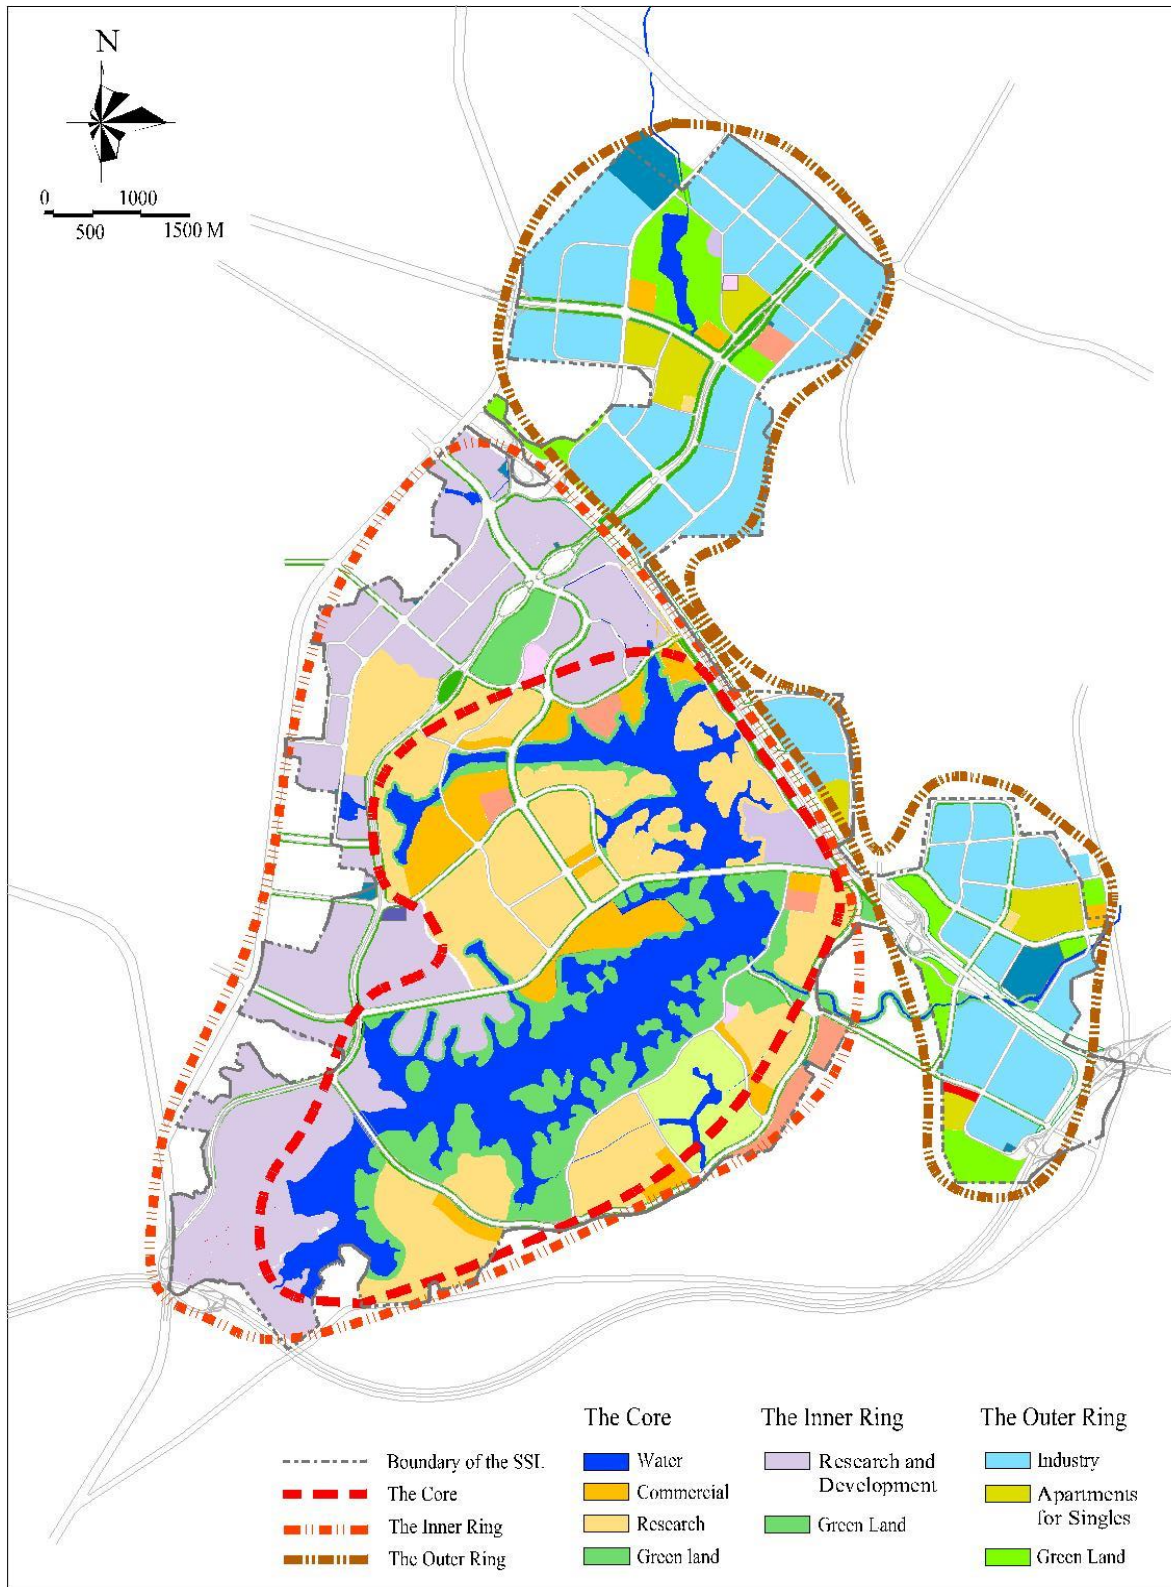 N
0 1000
500 1500 M
The Core The Inner Ring The Outer Ring
Boundary of the SSL
The Core
The Inner Ring
The Outer Ring
Water
Commercial
Research
Green land
Research and
Development
Green Land
Industry
Apartments
for Singles
Green Land